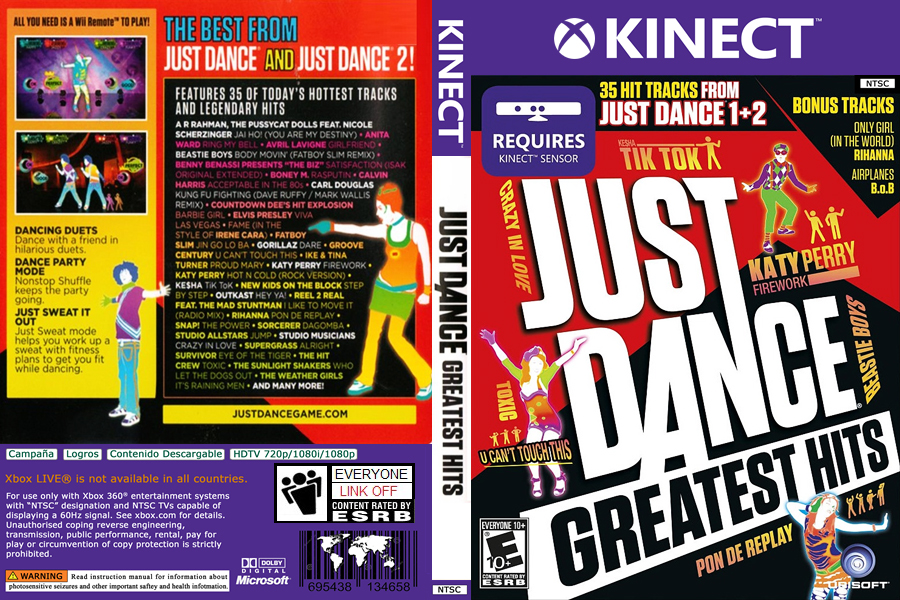 ALL YOU NEED IS A Wii Remote™ TO PLAY!
PERFECT
PERFECT
DANCING DUETS
Dance with a friend in
hilarious duets.
DANCE PARTY
MODE
Nonstop Shuffle
keeps the party
going.
JUST SWEAT IT
OUT
Just Sweat mode
helps you work up a
sweat with fitness
plans to get you fit
while dancing.
THE BEST FROM
JUST DANCE® AND JUST DANCE® 2!
FEATURES 35 OF TODAY'S HOTTEST TRACKS
AND LEGENDARY HITS
A R RAHMAN, THE PUSSYCAT DOLLS FEAT. NICOLE
SCHERZINGER JAI HO! (YOU ARE MY DESTINY) • ANITA
WARD RING MY BELL • AVRIL LAVIGNE GIRLFRIEND •
BEASTIE BOYS BODY MOVIN' (FATBOY SLIM REMIX) •
BENNY BENASSI PRESENTS "THE BIZ" SATISFACTION (ISAK
ORIGINAL EXTENDED) • BONEY M. RASPUTIN • CALVIN
HARRIS ACCEPTABLE IN THE 80s • CARL DOUGLAS
KUNG FU FIGHTING (DAVE RUFFY / MARK WALLIS
REMIX) • COUNTDOWN DEE'S HIT EXPLOSION
BARBIE GIRL • ELVIS PRESLEY VIVA
LAS VEGAS • FAME (IN THE
STYLE OF IRENE CARA) • FATBOY
SLIM JIN GO LO BA • GORILLAZ DARE • GROOVE
CENTURY U CAN'T TOUCH THIS • IKE & TINA
TURNER PROUD MARY • KATY PERRY FIREWORK •
KATY PERRY HOT N COLD (ROCK VERSION) •
KE$HA TiK ToK • NEW KIDS ON THE BLOCK STEP
BY STEP • OUTKAST HEY YA! • REEL 2 REAL
FEAT. THE MAD STUNTMAN I LIKE TO MOVE IT
(RADIO MIX) • RIHANNA PON DE REPLAY •
SNAP! THE POWER • SORCERER DAGOMBA •
STUDIO ALLSTARS JUMP • STUDIO MUSICIANS
CRAZY IN LOVE • SUPERGRASS ALRIGHT •
SURVIVOR EYE OF THE TIGER • THE HIT
CREW TOXIC • THE SUNLIGHT SHAKERS WHO
LET THE DOGS OUT • THE WEATHER GIRLS
IT'S RAINING MEN • AND MANY MORE!
JUSTDANCEGAME.COM
Campaña Logros Contenido Descargable HDTV 720p/1080i/1080p
Xbox LIVE® is not available in all countries.
For use only with Xbox 360® entertainment systems
with "NTSC" designation and NTSC TVs capable of
displaying a 60Hz signal. See xbox.com for details.
Unauthorised coping reverse engineering,
transmission, public performance, rental, pay for
play or circumvention of copy protection is strictly
prohibited.
WARNING Read instruction manual for information about
photosensitive seizures and other important saftey and health infotmation.
EVERYONE
LINK OFF
CONTENT RATED BY
ESRB
DOLBY
DIGITAL
Microsoft®
695438 134658
KINECT™
JUST DANCE GREATEST HITS
NTSC
KINECT™
NTSC
REQUIRES
KINECT™ SENSOR
35 HIT TRACKS FROM
JUST DANCE® 1+2
BONUS TRACKS
ONLY GIRL
(IN THE WORLD)
RIHANNA
AIRPLANES
B.o.B
KE$HA
TIK TOK
CRAZY IN LOVE
KATY PERRY
FIREWORK
JUST
DANCE®
BEASTIE BOYS
TOXIC
U CAN'T TOUCH THIS
GREATEST HITS
PON DE REPLAY
EVERYONE 10+
E
10+
CONTENT RATED BY
ESRB
UBISOFT